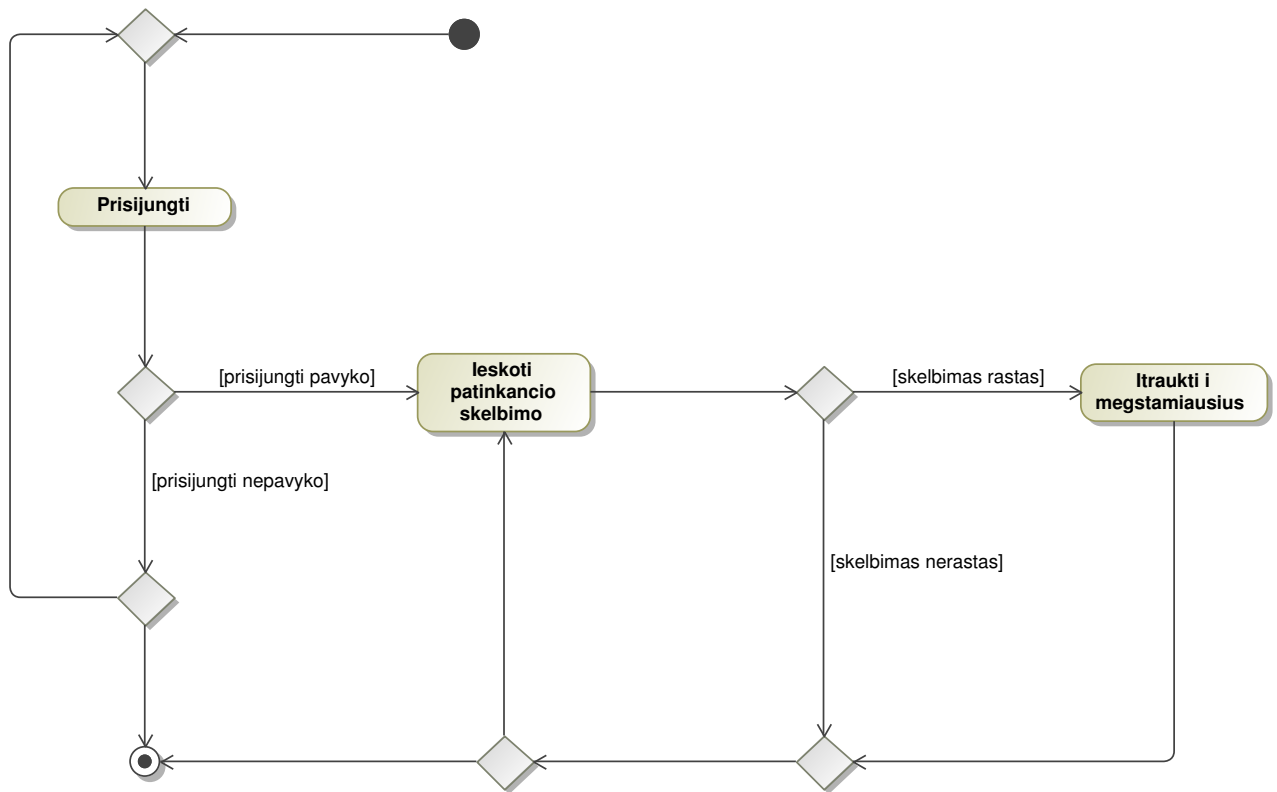 Prisijungti
[prisijungti pavyko]
Ieskoti
patinkancio
skelbimo
[skelbimas rastas]
Itraukti i
megstamiausius
[prisijungti nepavyko]
[skelbimas nerastas]